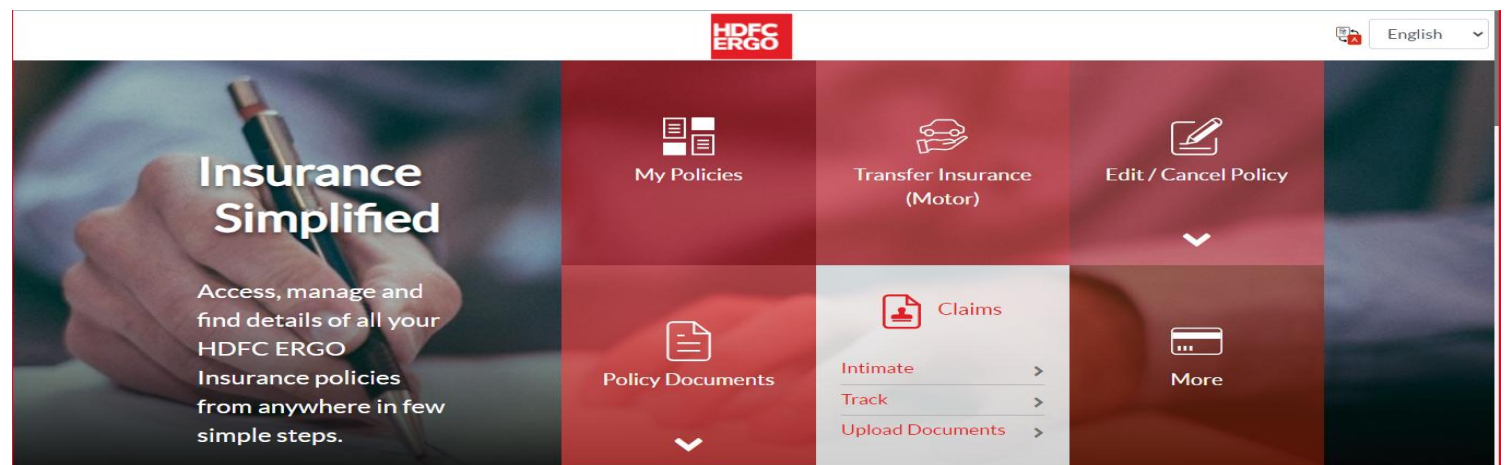 HDFC
ERGO
English
Insurance
Simplified
Access, manage and
find details of all your
HDFC ERGO
Insurance policies
from anywhere in few
simple steps.
My Policies
Transfer Insurance
(Motor)
Edit / Cancel Policy
Policy Documents
Claims
Intimate
Track
Upload Documents
More